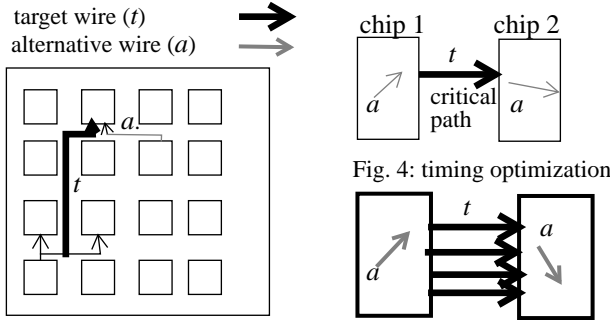 target wire (t)
alternative wire (a)
a.
t
chip 1 chip 2
t
a
critical
path
a
Fig. 4: timing optimization
t
a
a